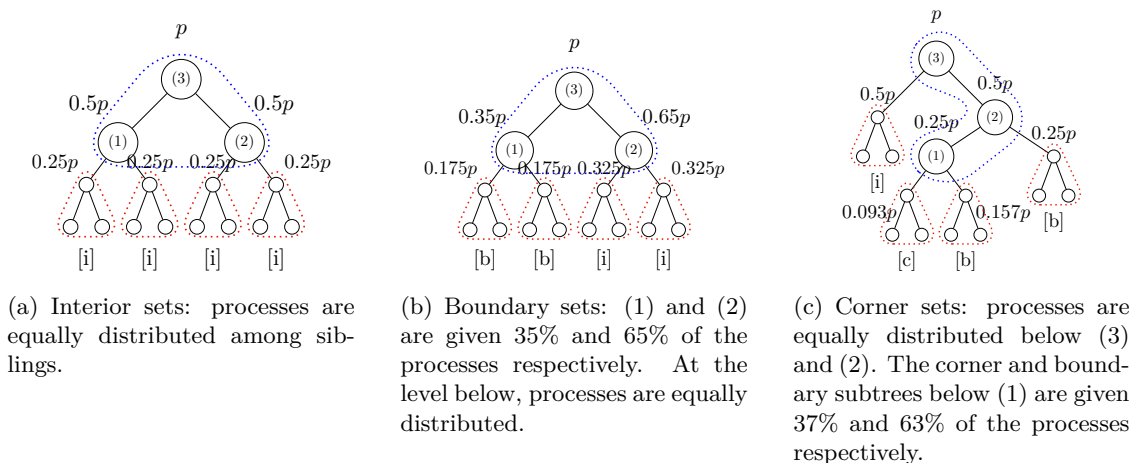 p
(3)
0.5p 0.5p
(1) (2)
0.25p 0.25p 0.25p 0.25p
[i] [i] [i] [i]
(a) Interior sets: processes are
equally distributed among sib-
lings.
p
(3)
0.35p 0.65p
(1) (2)
0.175p 0.175p 0.325p 0.325p
[b] [b] [i] [i]
(b) Boundary sets: (1) and (2)
are given 35% and 65% of the
processes respectively. At the
level below, processes are equally
distributed.
p
(3)
0.5p 0.5p
(2)
0.25p 0.25p
(1)
[i]
0.093p 0.157p
[b]
[c] [b]
(c) Corner sets: processes are
equally distributed below (3)
and (2). The corner and bound-
ary subtrees below (1) are given
37% and 63% of the processes
respectively.